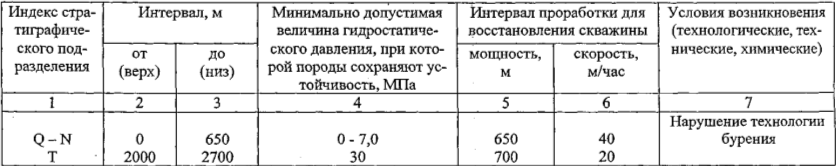 Индекс стра-
тиграфиче-
ского под-
разделения
Интервал, м
от
(верх)
до
(низ)
Минимально допустимая
величина гидростати-
ческого давления, при кото-
рой породы сохраняют ус-
тойчивость, МПа
Интервал проработки для
восстановления скважины
мощность,
м
скорость,
м/час
Условия возникновения
(технологические, тех-
нические, химические)
1 2 3 4 5 6 7
Q – N 0 650 0 - 7,0 650 40 Нарушение технологии
бурения
T 2000 2700 30 700 20